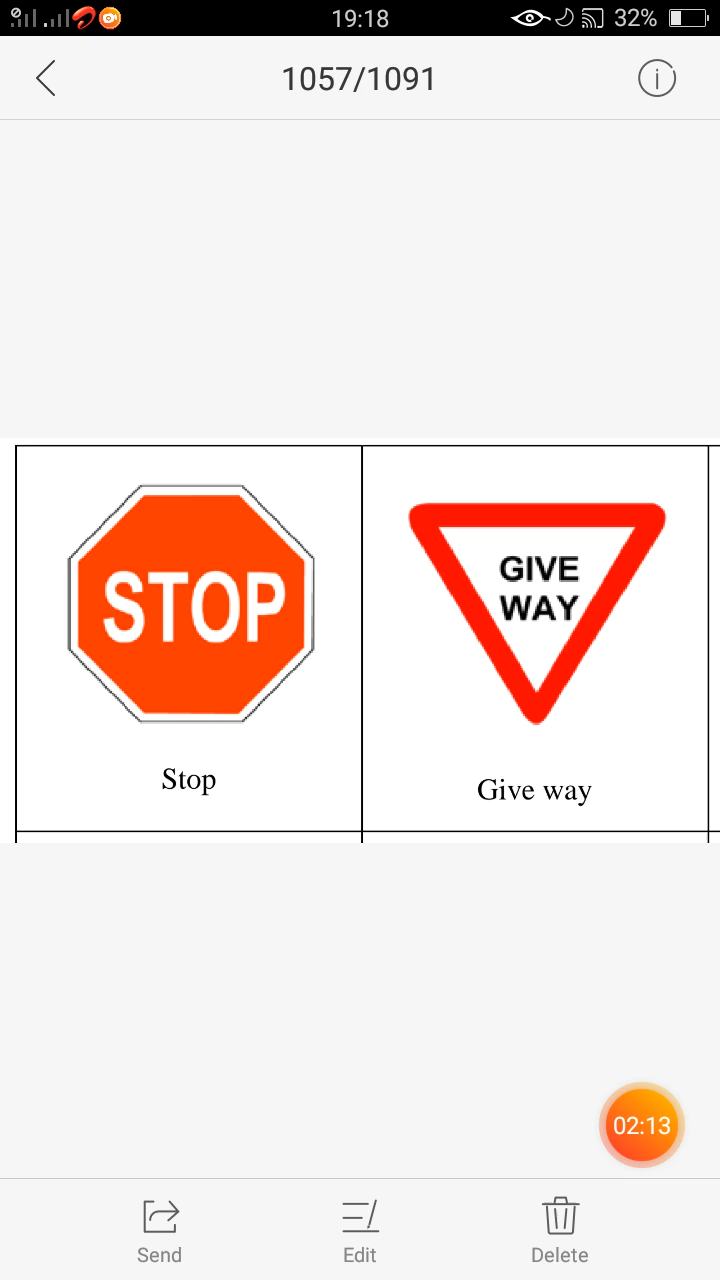 19:18
32%
1057/1091
STOP
GIVE
WAY
Stop
Give way
02:13
Send
Edit
Delete